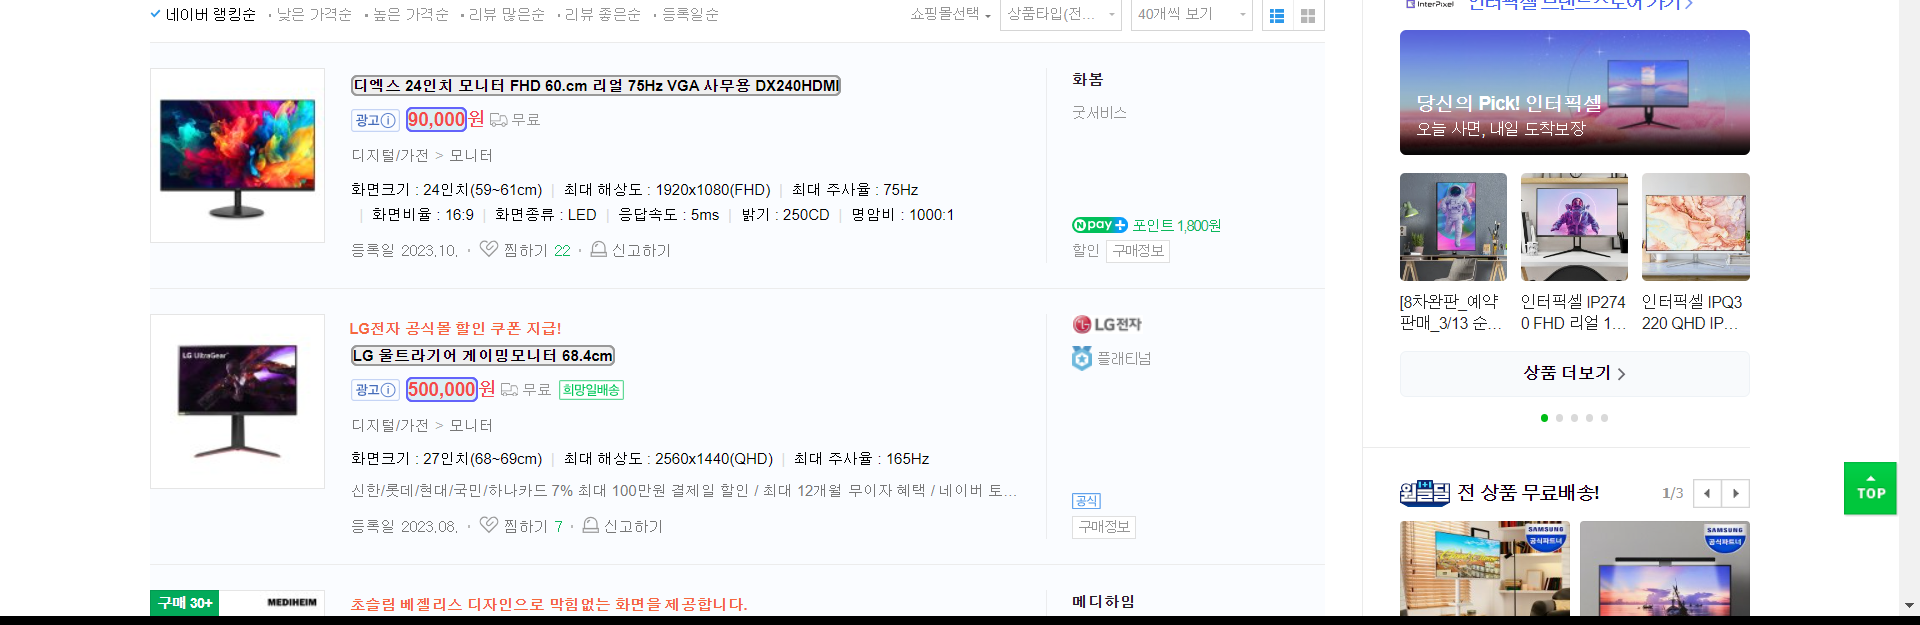 네이버 랭킹순 · 낮은 가격순 · 높은 가격순 · 리뷰 많은순 · 리뷰 좋은순 · 등록일순
쇼핑몰선택
상품타입(전...
40개씩 보기
디엑스 24인치 모니터 FHD 60.cm 리얼 75Hz VGA 사무용 DX240HDMI
광고 90,000원 무료
디지털/가전 > 모니터
화면크기 : 24인치(59~61cm) | 최대 해상도 : 1920x1080(FHD) | 최대 주사율 : 75Hz
| 화면비율 : 16:9 | 화면종류 : LED | 응답속도 : 5ms | 밝기 : 250CD | 명암비 : 1000:1
등록일 2023.10. · 찜하기 22 · 신고하기
화봄
굿서비스
N pay+ 포인트 1,800원
할인 구매정보
LG UltraGear
LG전자 공식몰 할인 쿠폰 지급!
LG 울트라기어 게이밍모니터 68.4cm
광고 500,000원 무료 희망일배송
디지털/가전 > 모니터
화면크기 : 27인치(68~69cm) | 최대 해상도 : 2560x1440(QHD) | 최대 주사율 : 165Hz
신한/롯데/현대/국민/하나카드 7% 최대 100만원 결제일 할인 / 최대 12개월 무이자 혜택 / 네이버 토...
등록일 2023.08. · 찜하기 7 · 신고하기
LG전자
플래티넘
공식
구매정보
구매 30+
MEDIHEIM
초슬림 베젤리스 디자인으로 막힘없는 화면을 제공합니다.
메디하임
InterPixel
인터픽셀 브랜드스토어 가기
당신의 Pick! 인터픽셀
오늘 사면, 내일 도착보장
[8차완판_예약
판매_3/13 순...
인터픽셀 IP274
0 FHD 리얼 1...
인터픽셀 IPQ3
220 QHD IP...
상품 더보기
원플딜 전 상품 무료배송!
1+1
1/3
SAMSUNG
공식파트너
SAMSUNG
공식파트너
TOP